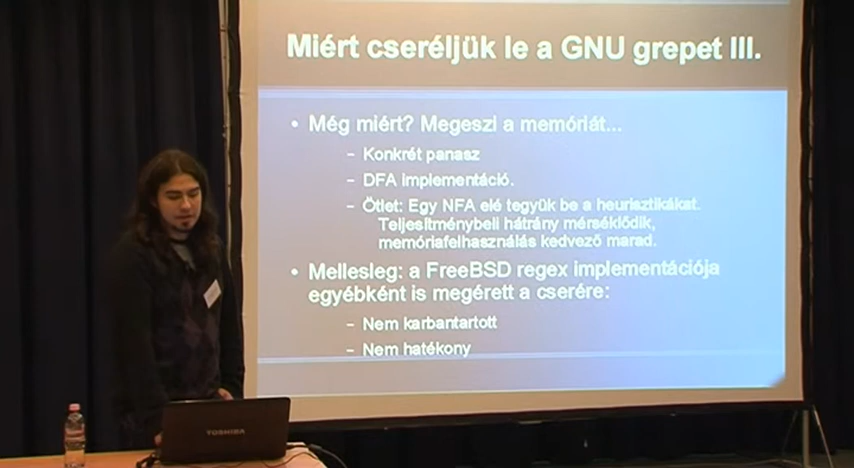 Miért cseréljük le a GNU grepet III.
• Még miért? Megeszi a memóriát...
– Konkrét panasz
– DFA implementáció.
– Ötlet: Egy NFA elé tegyük be a heurisztikákat.
Teljesítménybeli hátrány mérséklődik,
memóriafelhasználás kedvező marad.
• Mellesleg: a FreeBSD regex implementációja
egyébként is megérett a cserére:
– Nem karbantartott
– Nem hatékony
TOSHIBA